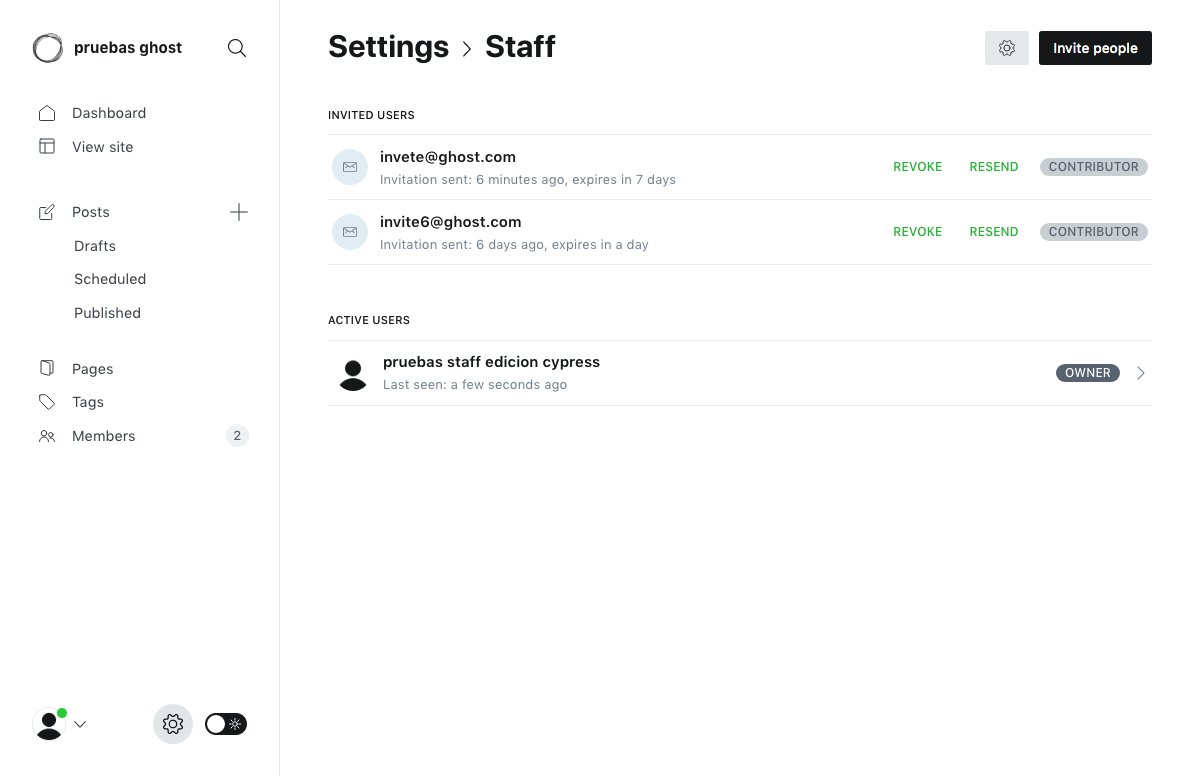 pruebas ghost
Dashboard
View site
Posts
Drafts
Scheduled
Published
Pages
Tags
Members
2
Settings > Staff
Invite people
INVITED USERS
invete@ghost.com
Invitation sent: 6 minutes ago, expires in 7 days
REVOKE RESEND CONTRIBUTOR
invite6@ghost.com
Invitation sent: 6 days ago, expires in a day
REVOKE RESEND CONTRIBUTOR
ACTIVE USERS
pruebas staff edicion cypress
Last seen: a few seconds ago
OWNER